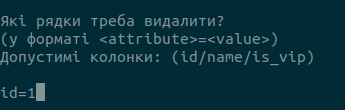 Які рядки треба видалити?
(у форматі <attribute>=<value>)
Допустимі колонки: (id/name/is_vip)
id=1